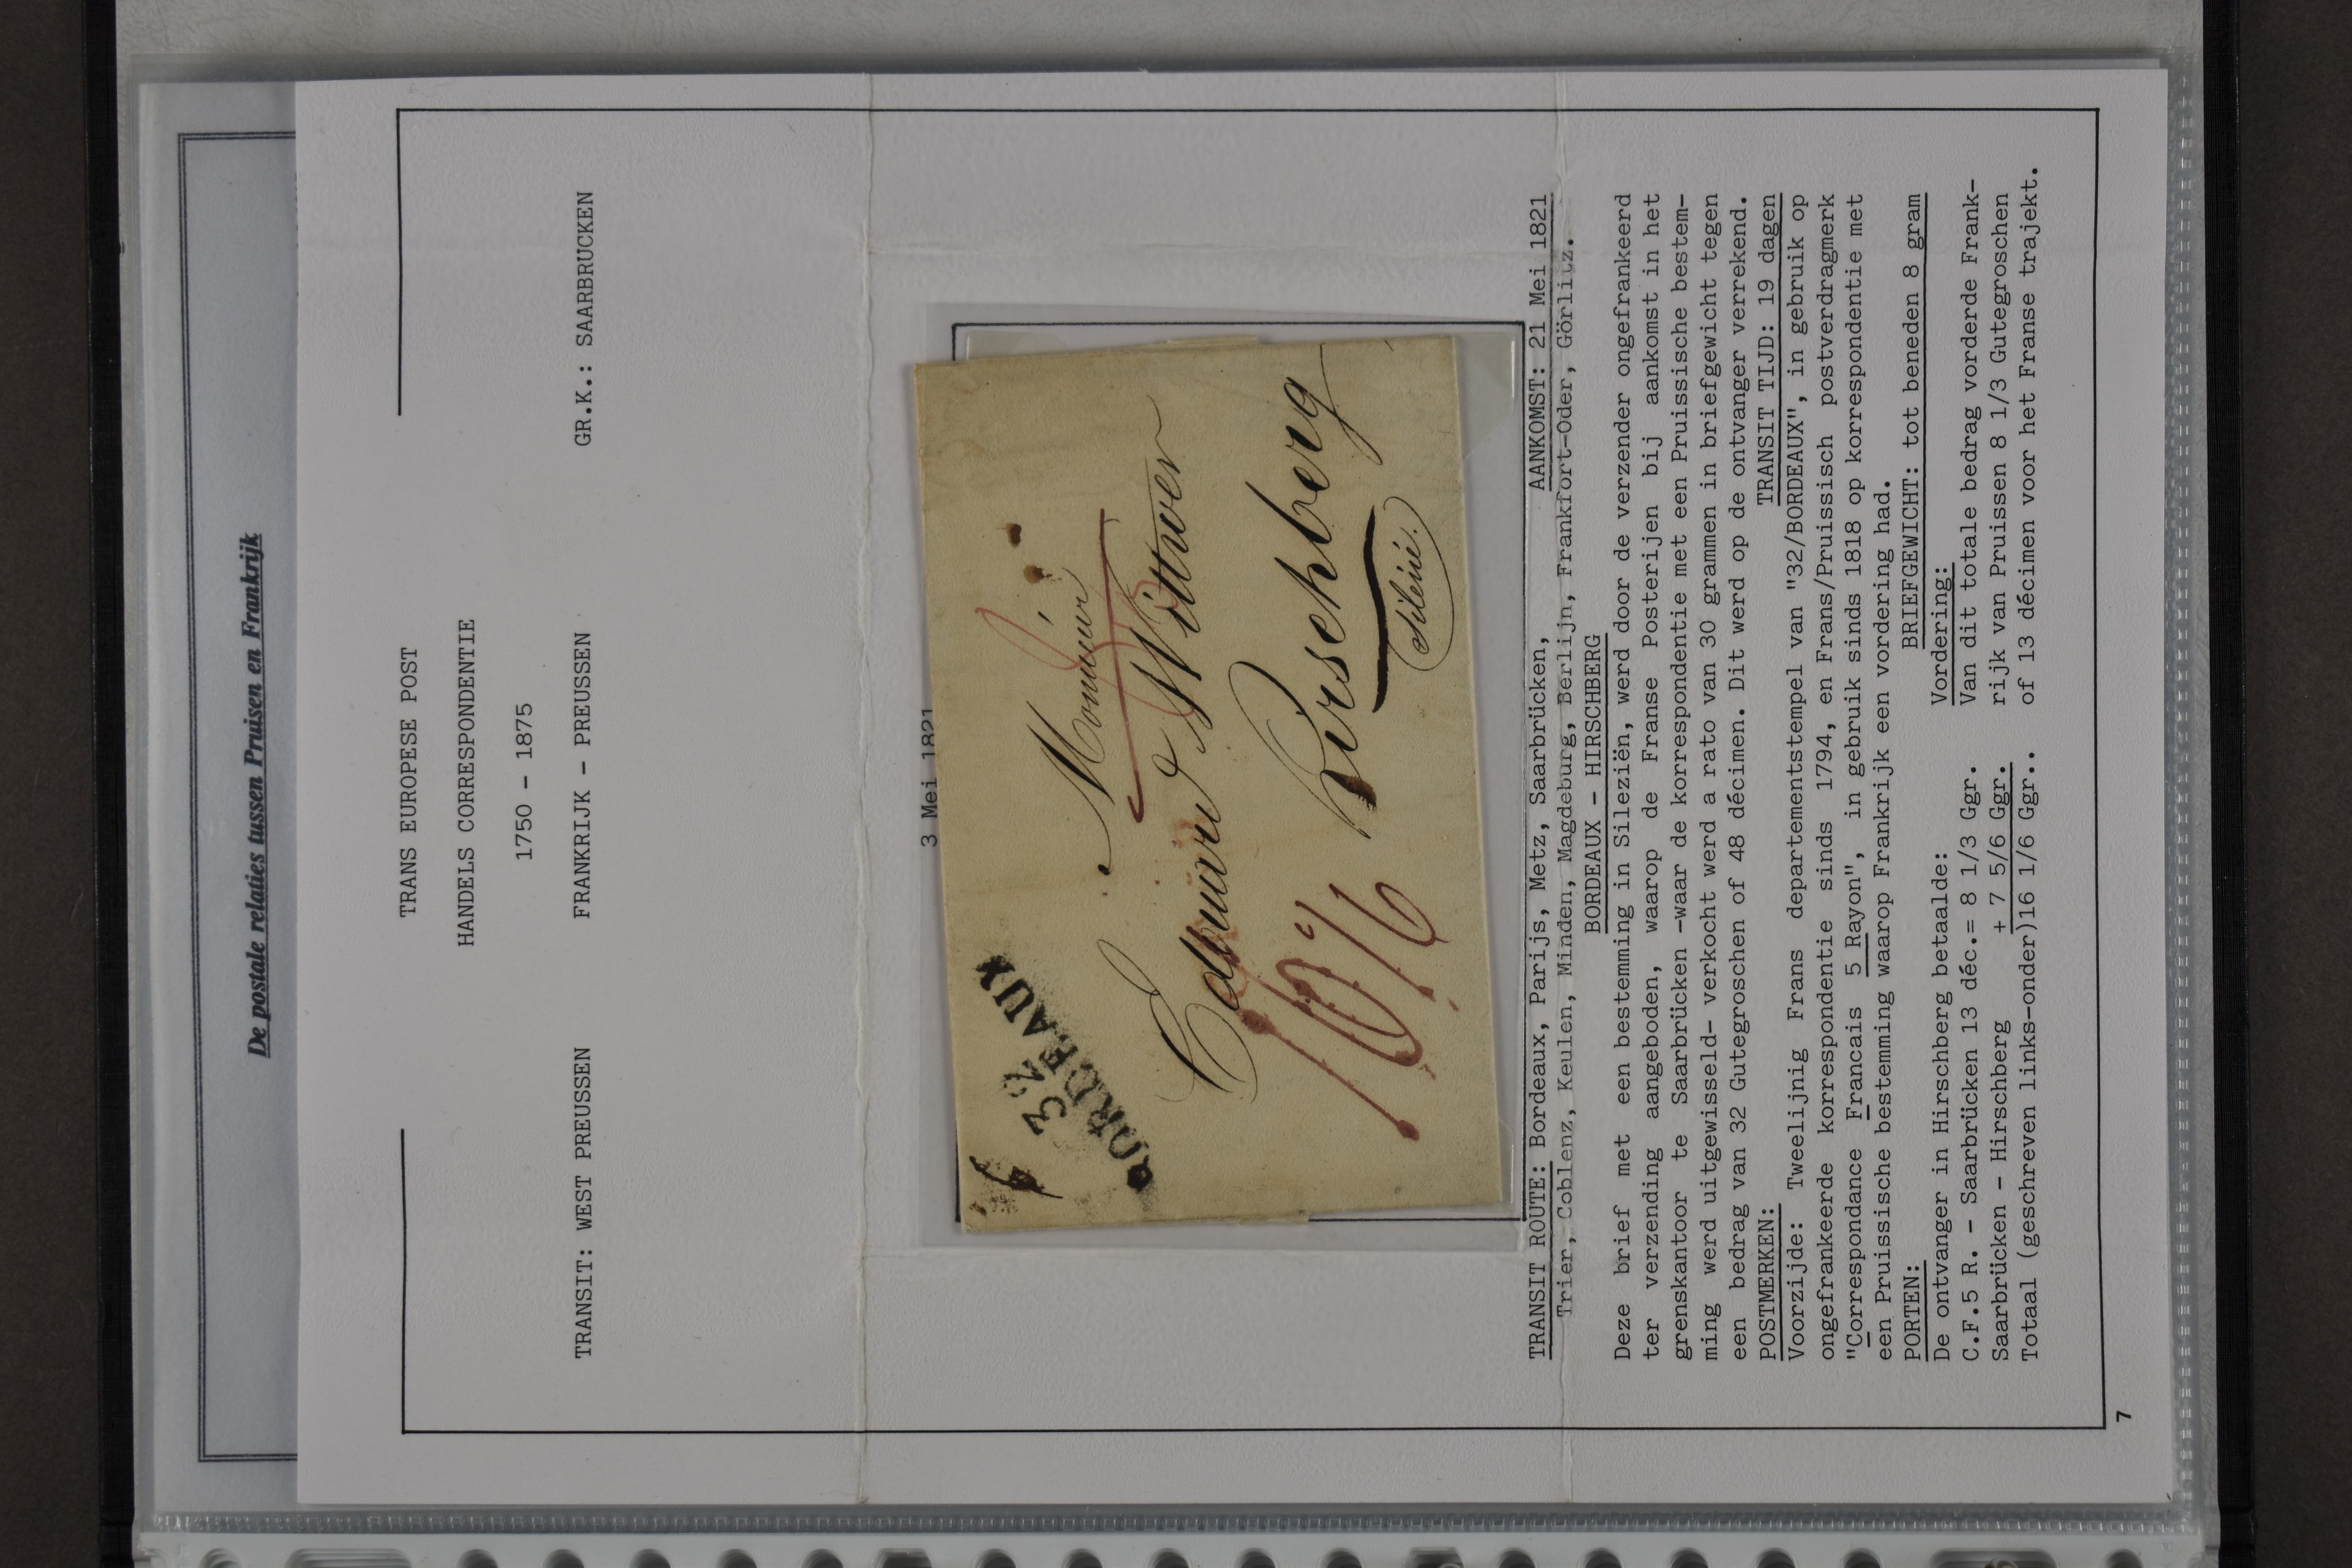 De postale relaties tussen Pruisen en Frankrijk
TRANS EUROPESE POST
HANDELS CORRESPONDENTIE
1750 - 1875
TRANSIT: WEST PREUSSEN FRANKRIJK - PREUSSEN GR.K.: SAARBRUCKEN
3 Mei 1821
32
BORDEAUX
Monsieur
Edouard Wittwer
Hirschberg
Silésie.
16 1/6
TRANSIT ROUTE: Bordeaux, Parijs, Metz, Saarbrücken, AANKOMST: 21 Mei 1821
Trier, Coblenz, Keulen, Minden, Magdeburg, Berlijn, Frankfort-Oder, Görlitz.
BORDEAUX - HIRSCHBERG
Deze brief met een bestemming in Sileziën, werd door de verzender ongefrankeerd
ter verzending aangeboden, waarop de Franse Posterijen bij aankomst in het
grenskantoor te Saarbrücken -waar de korrespondentie met een Pruissische bestem-
ming werd uitgewisseld- verkocht werd a rato van 30 grammen in briefgewicht tegen
een bedrag van 32 Gutegroschen of 48 décimen. Dit werd op de ontvanger verrekend.
POSTMERKEN: TRANSIT TIJD: 19 dagen
Voorzijde: Tweelijnig Frans departementstempel van "32/BORDEAUX", in gebruik op
ongefrankeerde korrespondentie sinds 1794, en Frans/Pruissisch postverdragmerk
"Correspondance Francais 5 Rayon", in gebruik sinds 1818 op korrespondentie met
een Pruissische bestemming waarop Frankrijk een vordering had.
PORTEN: BRIEFGEWICHT: tot beneden 8 gram
De ontvanger in Hirschberg betaalde: Vordering:
C.F.5 R. - Saarbrücken 13 déc.= 8 1/3 Ggr. Van dit totale bedrag vorderde Frank-
Saarbrücken - Hirschberg + 7 5/6 Ggr. rijk van Pruissen 8 1/3 Gutegroschen
Totaal (geschreven links-onder)16 1/6 Ggr.. of 13 décimen voor het Franse trajekt.
7